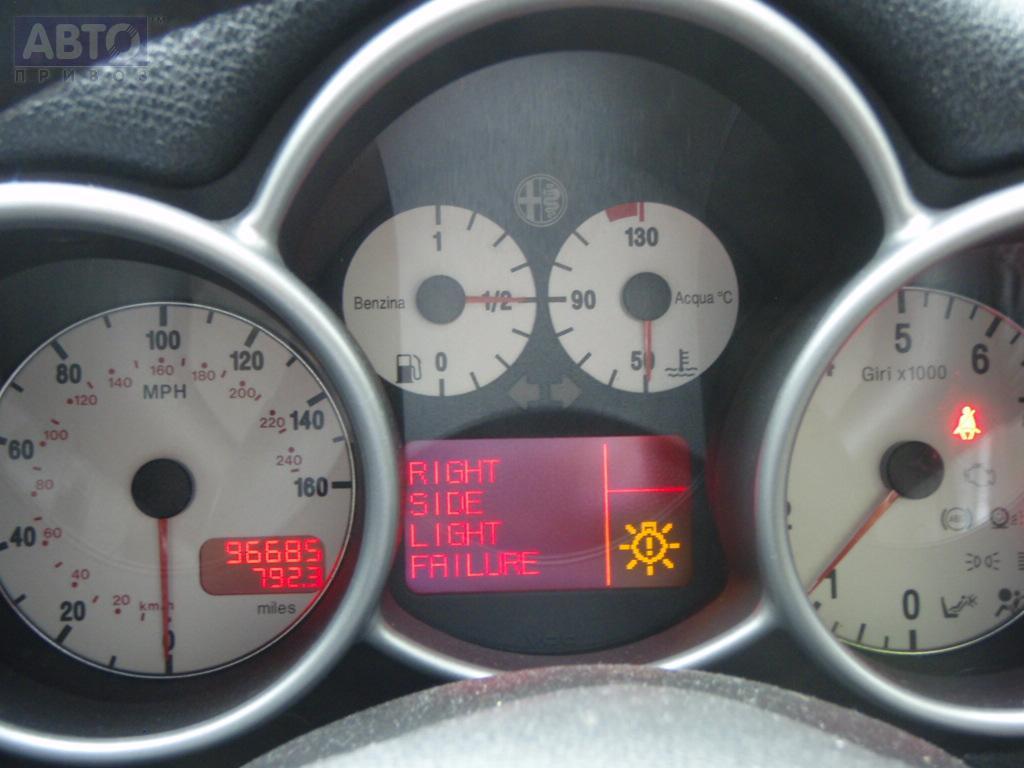 АВТО™
ПРИВОЗ
1
Benzina
1/2
0
130
90
Acqua °C
50
100
80
120
140
160
180
MPH
120
200
60
100
220
140
80
240
160
40
60
40
20
20
km/h
0
96685
792.3
miles
RIGHT
SIDE
LIGHT
FAILURE
5
6
Giri x1000
1
0